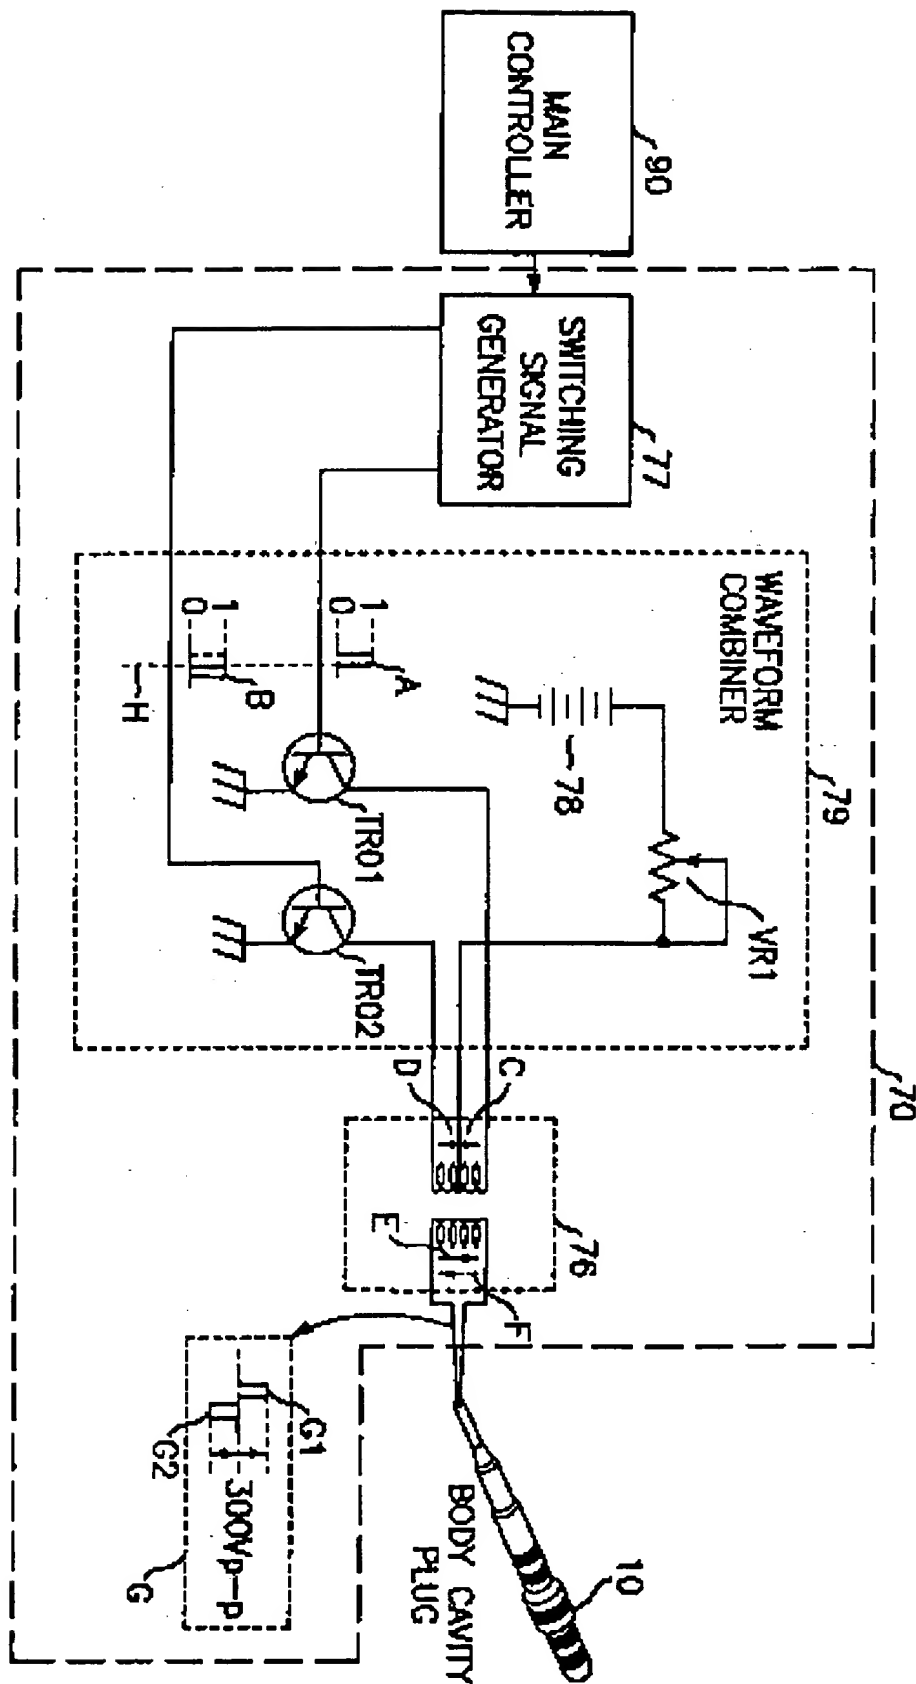 MAIN
CONTROLLER
90
SWITCHING
SIGNAL
GENERATOR
77
70
WAVEFORM
COMBINER
79
1
0
A
1
0
B
H
78
VR1
TR01
TR02
C
D
E
F
76
10
BODY CAVITY
PLUG
G1
G2
300Vp-p
G